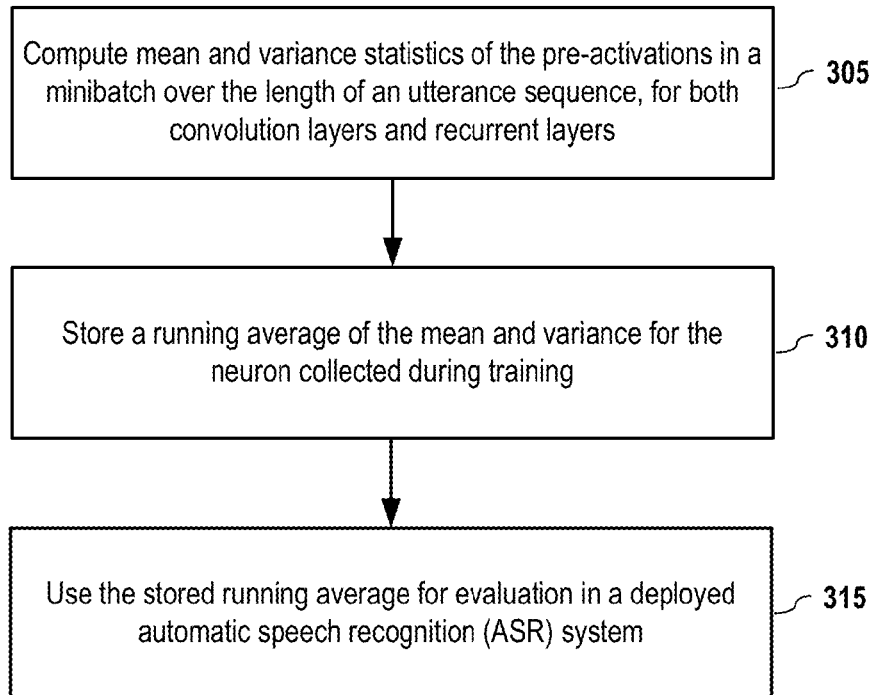 Compute mean and variance statistics of the pre-activations in a
minibatch over the length of an utterance sequence, for both
convolution layers and recurrent layers
305
Store a running average of the mean and variance for the
neuron collected during training
310
Use the stored running average for evaluation in a deployed
automatic speech recognition (ASR) system
315